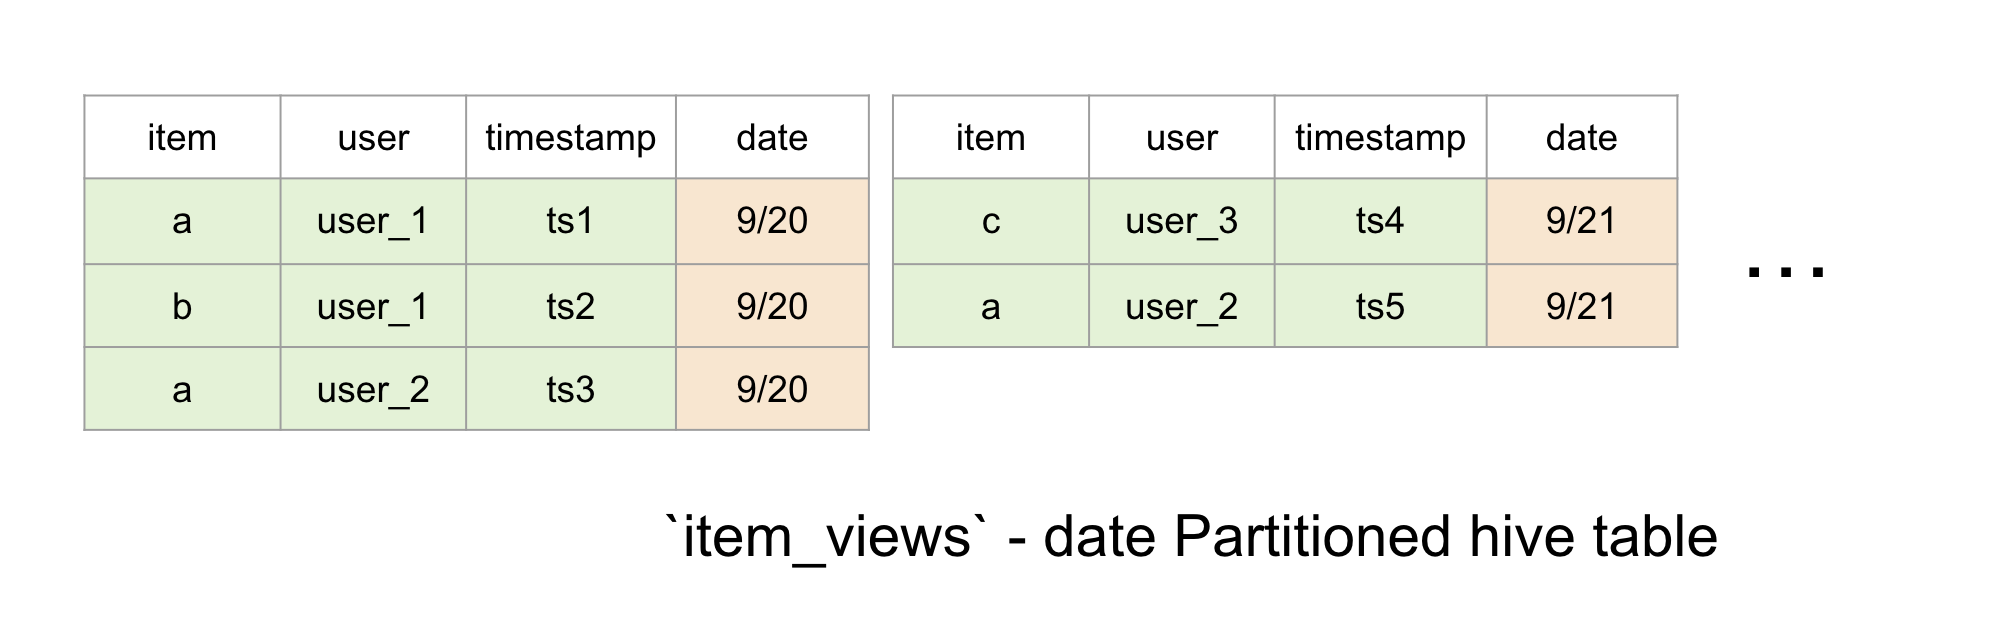 item user timestamp date
a user_1 ts1 9/20
b user_1 ts2 9/20
a user_2 ts3 9/20
item user timestamp date
c user_3 ts4 9/21
a user_2 ts5 9/21
...
`item_views` - date Partitioned hive table